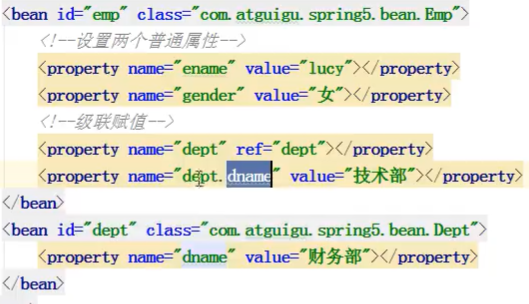 <bean id="emp" class="com.atguigu.spring5.bean.Emp">
<!--设置两个普通属性-->
<property name="ename" value="lucy"></property>
<property name="gender" value="女"></property>
<!--级联赋值-->
<property name="dept" ref="dept"></property>
<property name="dept.dname" value="技术部"></property>
</bean>
<bean id="dept" class="com.atguigu.spring5.bean.Dept">
<property name="dname" value="财务部"></property>
</bean>